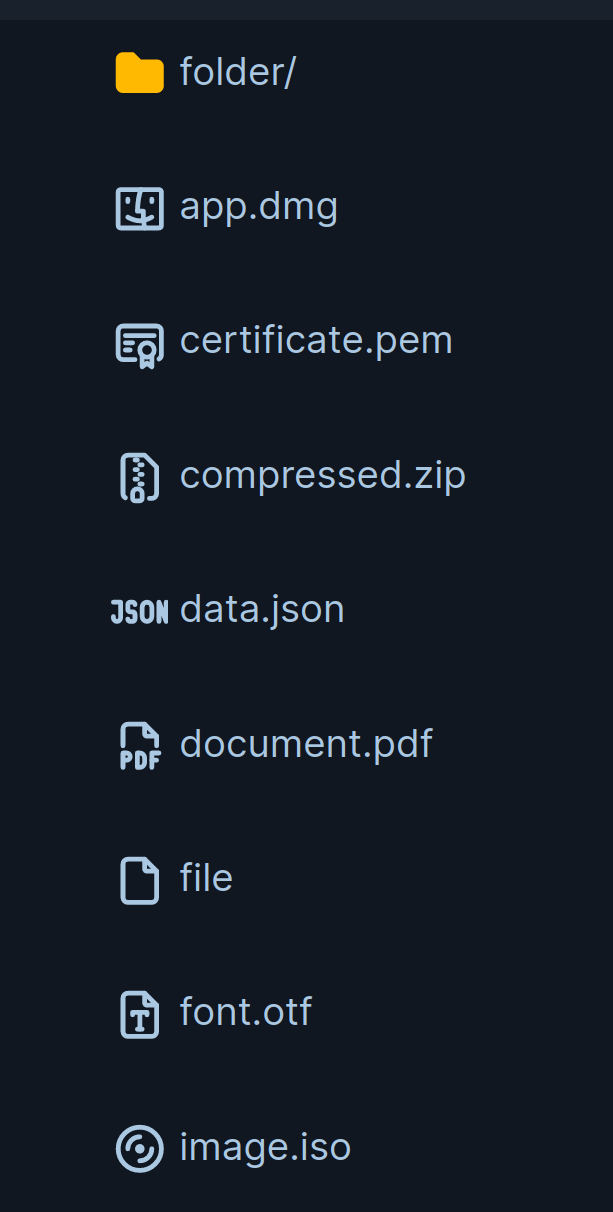 folder/
app.dmg
certificate.pem
compressed.zip
JSON data.json
PDF document.pdf
file
T font.otf
image.iso